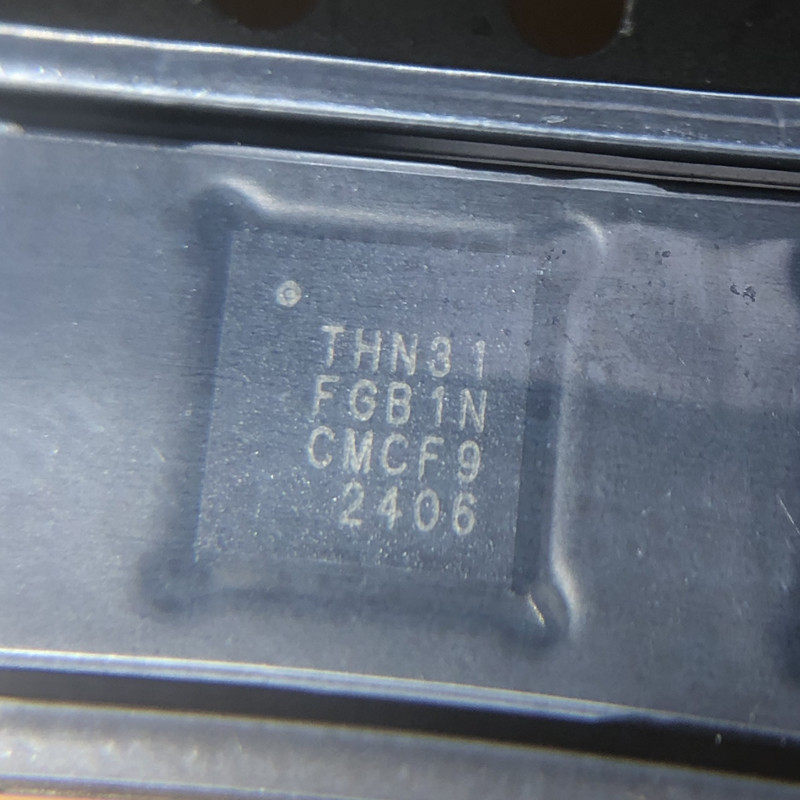 THN31
FGB1N
CMCF9
2406